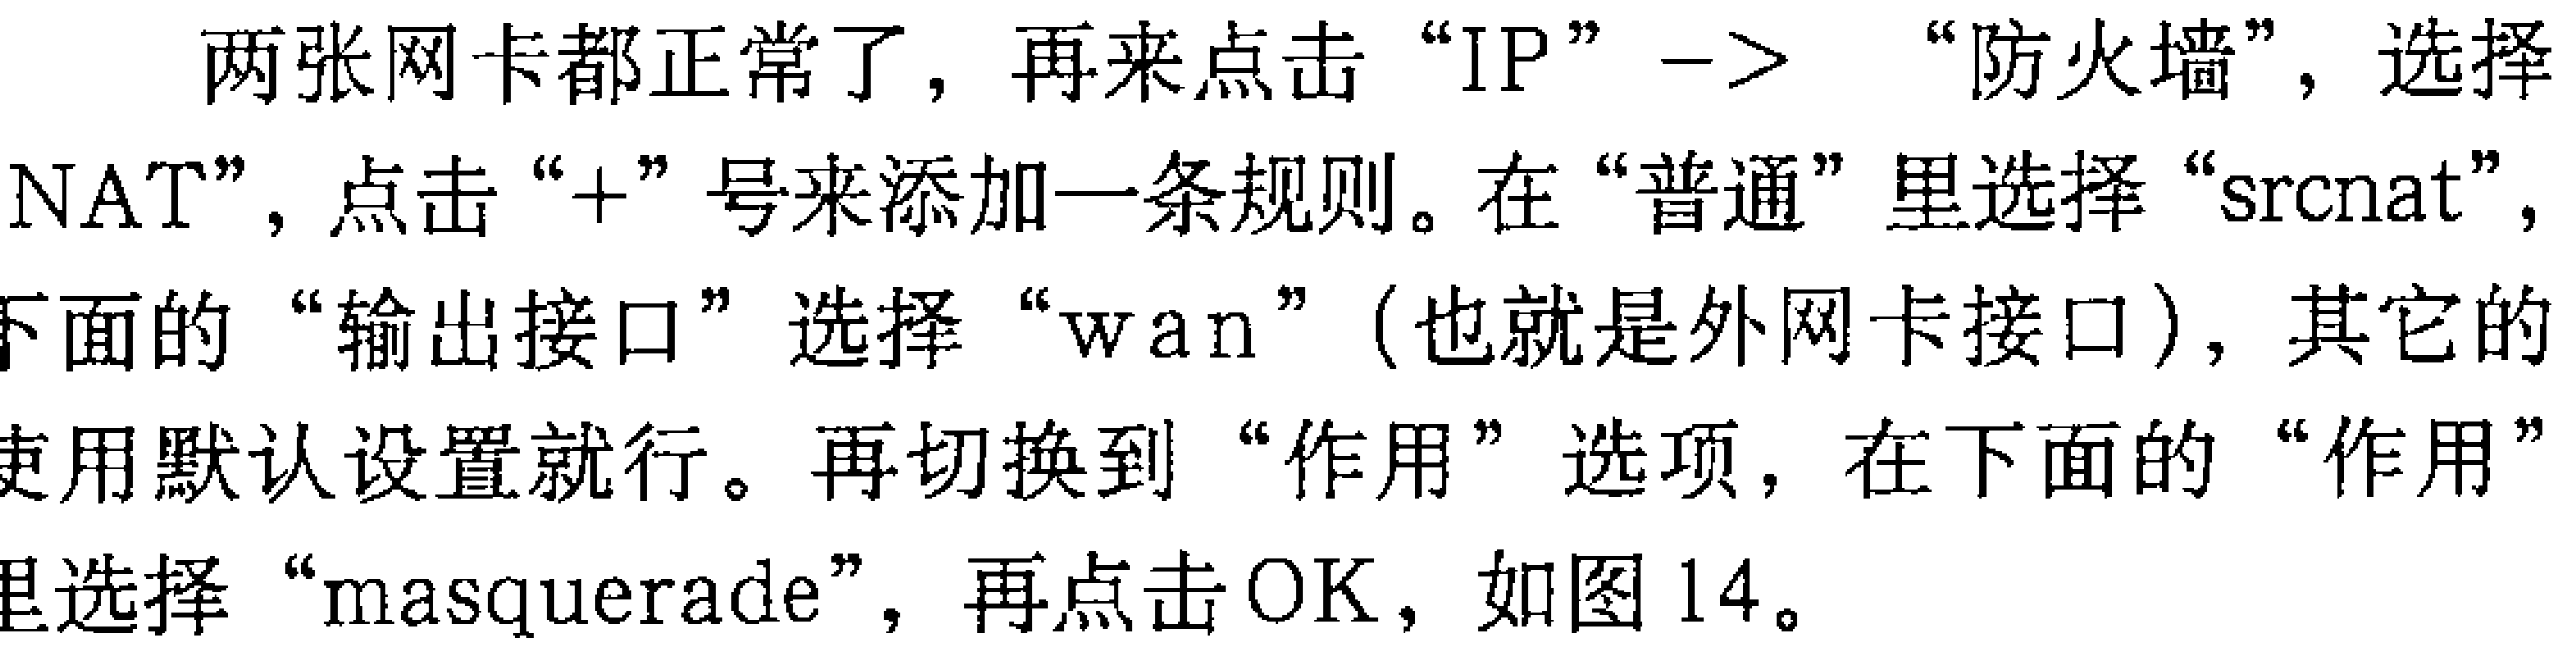 两张网卡都正常了，再来点击“IP”->　“防火墙”，选择
NAT”，点击“+”号来添加一条规则。在“普通”里选择“srcnat”，
下面的“输出接口”选择“wan”（也就是外网卡接口），其它的
使用默认设置就行。再切换到“作用”选项，在下面的“作用”
里选择“masquerade”，再点击OK，如图14。